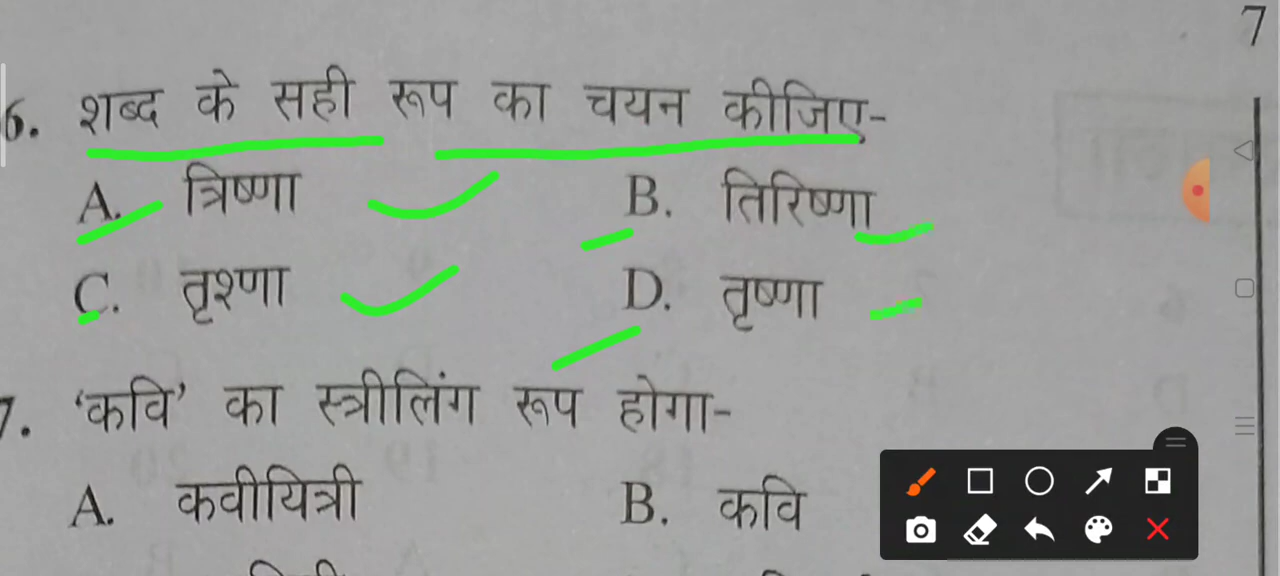 7
6. शब्द के सही रूप का चयन कीजिए-
A. त्रिष्णा B. तिरिष्णा
C. तृश्णा D. तृष्णा
7. ‘कवि’ का स्त्रीलिंग रूप होगा-
A. कवीयित्री B. कवि